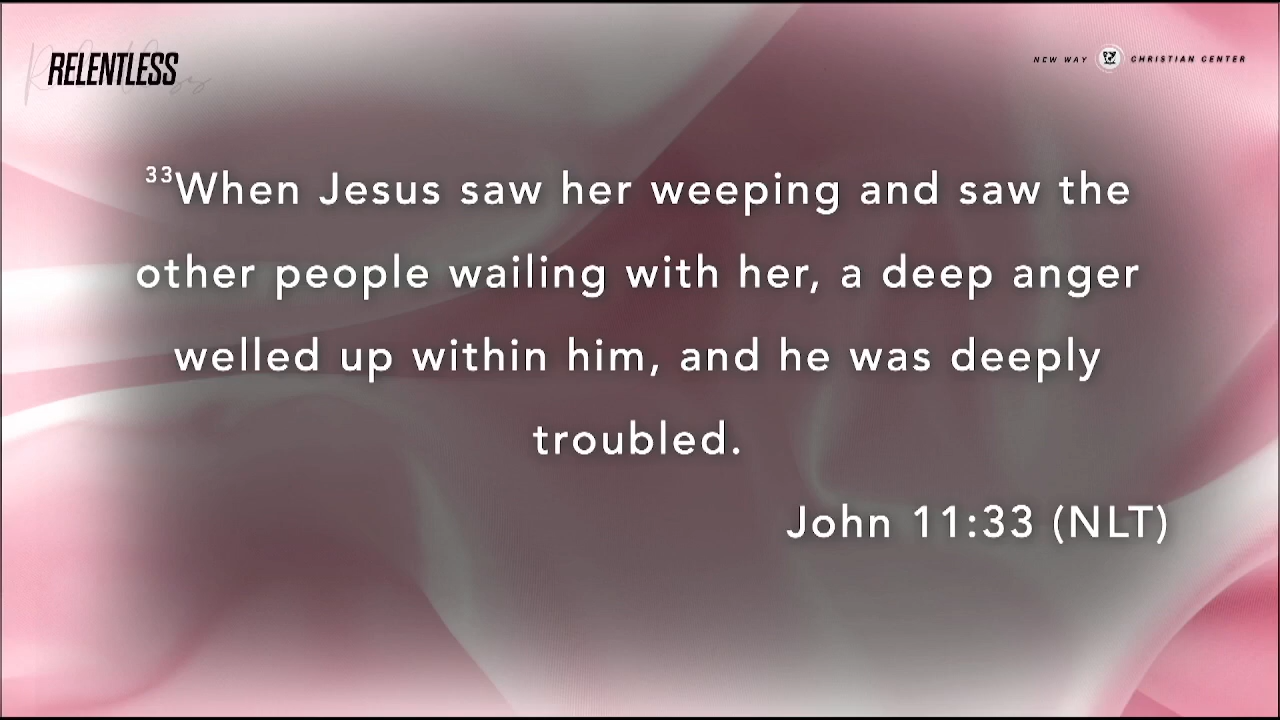 RELENTLESS
NEW WAY CHRISTIAN CENTER
33When Jesus saw her weeping and saw the
other people wailing with her, a deep anger
welled up within him, and he was deeply
troubled.
John 11:33 (NLT)